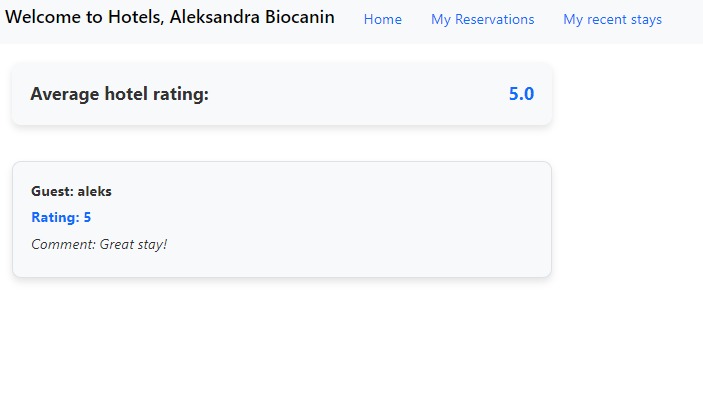 Welcome to Hotels, Aleksandra Biocanin Home My Reservations My recent stays
Average hotel rating: 5.0
Guest: aleks
Rating: 5
Comment: Great stay!